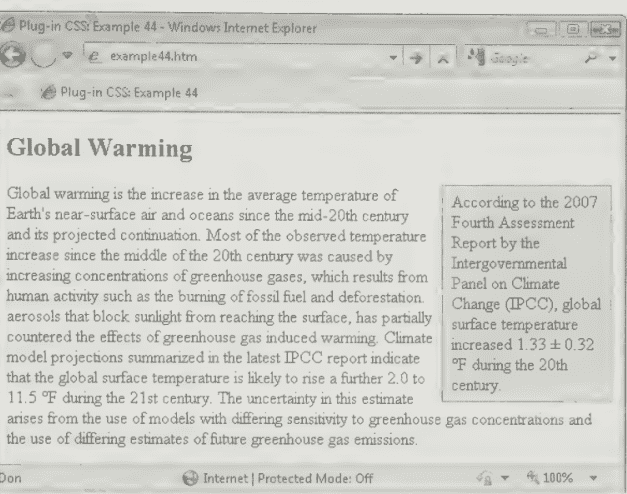 Plug-in CSS: Example 44 - Windows Internet Explorer
example44.htm
Google
Plug-in CSS: Example 44
Global Warming
Global warming is the increase in the average temperature of
Earth's near-surface air and oceans since the mid-20th century
and its projected continuation. Most of the observed temperature
increase since the middle of the 20th century was caused by
increasing concentrations of greenhouse gases, which results from
human activity such as the burning of fossil fuel and deforestation.
aerosols that block sunlight from reaching the surface, has partially
countered the effects of greenhouse gas induced warming. Climate
model projections summarized in the latest IPCC report indicate
that the global surface temperature is likely to rise a further 2.0 to
11.5 °F during the 21st century. The uncertainty in this estimate
arises from the use of models with differing sensitivity to greenhouse gas concentrations and
the use of differing estimates of future greenhouse gas emissions.
According to the 2007
Fourth Assessment
Report by the
Intergovernmental
Panel on Climate
Change (IPCC), global
surface temperature
increased 1.33 ± 0.32
°F during the 20th
century.
Don
Internet | Protected Mode: Off
100%